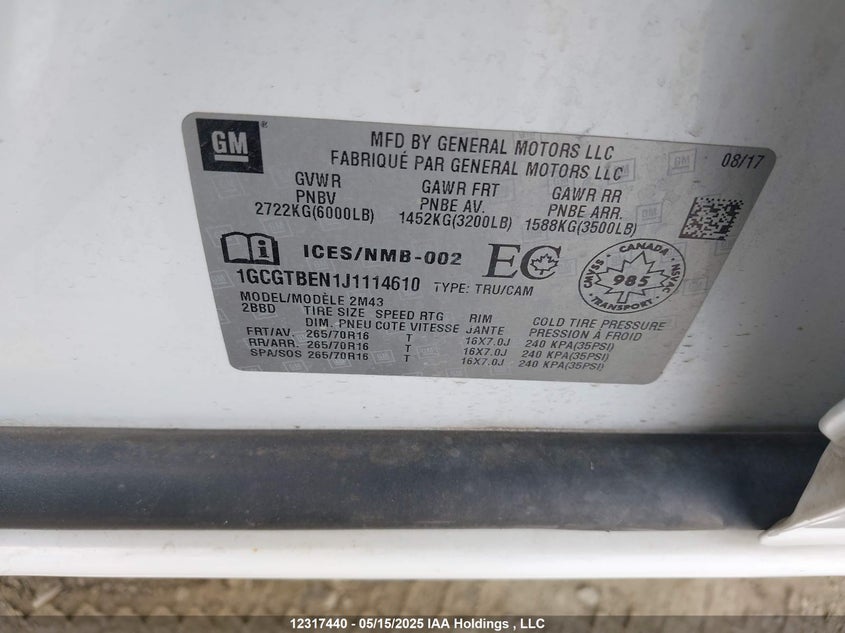 GM
MFD BY GENERAL MOTORS LLC
FABRIQUÉ PAR GENERAL MOTORS LLC
08/17
GVWR GAWR FRT GAWR RR
PNBV PNBE AV. PNBE ARR.
2722KG(6000LB) 1452KG(3200LB) 1588KG(3500LB)
ICES/NMB-002 EC
CANADA
CMVSS - NSVAC
985
TRANSPORT
1GCGTBEN1J1114610 TYPE: TRU/CAM
MODEL/MODÈLE 2M43
2BBD TIRE SIZE SPEED RTG RIM COLD TIRE PRESSURE
DIM. PNEU COTE VITESSE JANTE PRESSION À FROID
FRT/AV. 265/70R16 T 16X7.0J 240 KPA(35PSI)
RR/ARR. 265/70R16 T 16X7.0J 240 KPA(35PSI)
SPA/SOS 265/70R16 T 16X7.0J 240 KPA(35PSI)
12317440 - 05/15/2025 IAA Holdings , LLC